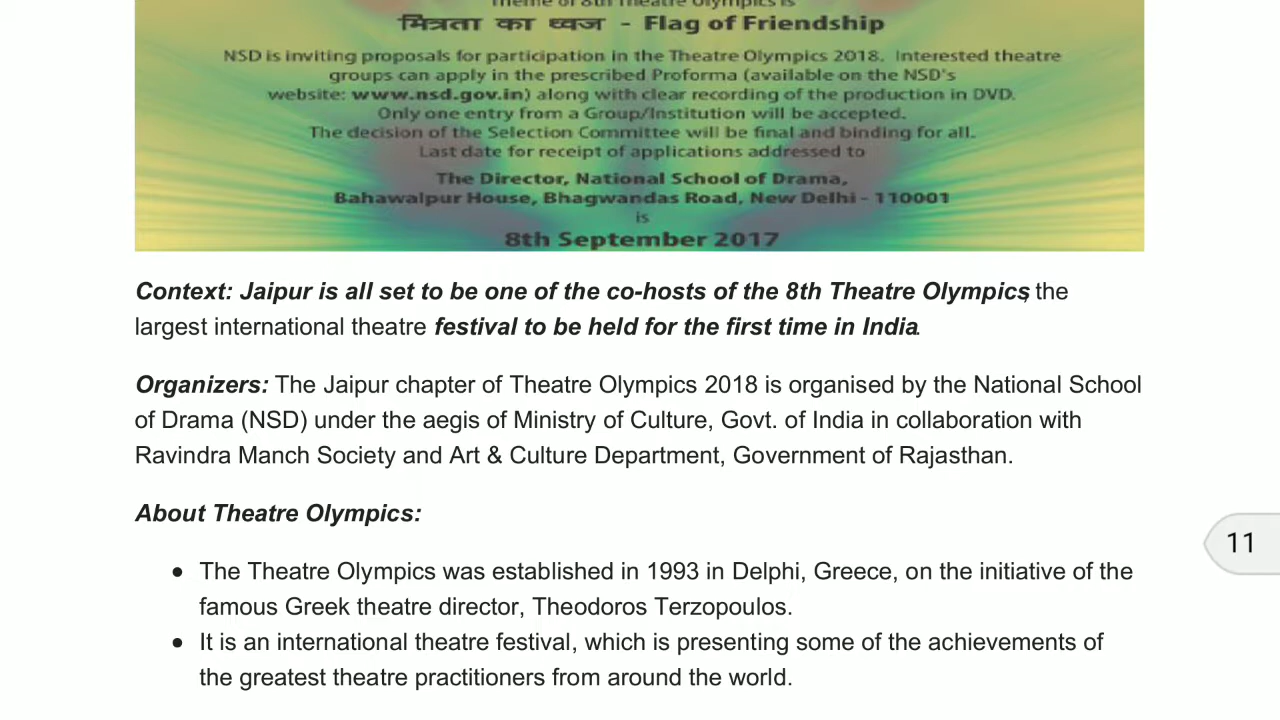 Theme of 8th Theatre Olympics is
मित्रता का ध्वज - Flag of Friendship
NSD is inviting proposals for participation in the Theatre Olympics 2018. Interested theatre
groups can apply in the prescribed Proforma (available on the NSD's
website: www.nsd.gov.in) along with clear recording of the production in DVD.
Only one entry from a Group/Institution will be accepted.
The decision of the Selection Committee will be final and binding for all.
Last date for receipt of applications addressed to
The Director, National School of Drama,
Bahawalpur House, Bhagwandas Road, New Delhi - 110001
is
8th September 2017
Context: Jaipur is all set to be one of the co-hosts of the 8th Theatre Olympics, the
largest international theatre festival to be held for the first time in India.
Organizers: The Jaipur chapter of Theatre Olympics 2018 is organised by the National School
of Drama (NSD) under the aegis of Ministry of Culture, Govt. of India in collaboration with
Ravindra Manch Society and Art & Culture Department, Government of Rajasthan.
About Theatre Olympics:
● The Theatre Olympics was established in 1993 in Delphi, Greece, on the initiative of the
famous Greek theatre director, Theodoros Terzopoulos.
● It is an international theatre festival, which is presenting some of the achievements of
the greatest theatre practitioners from around the world.
11